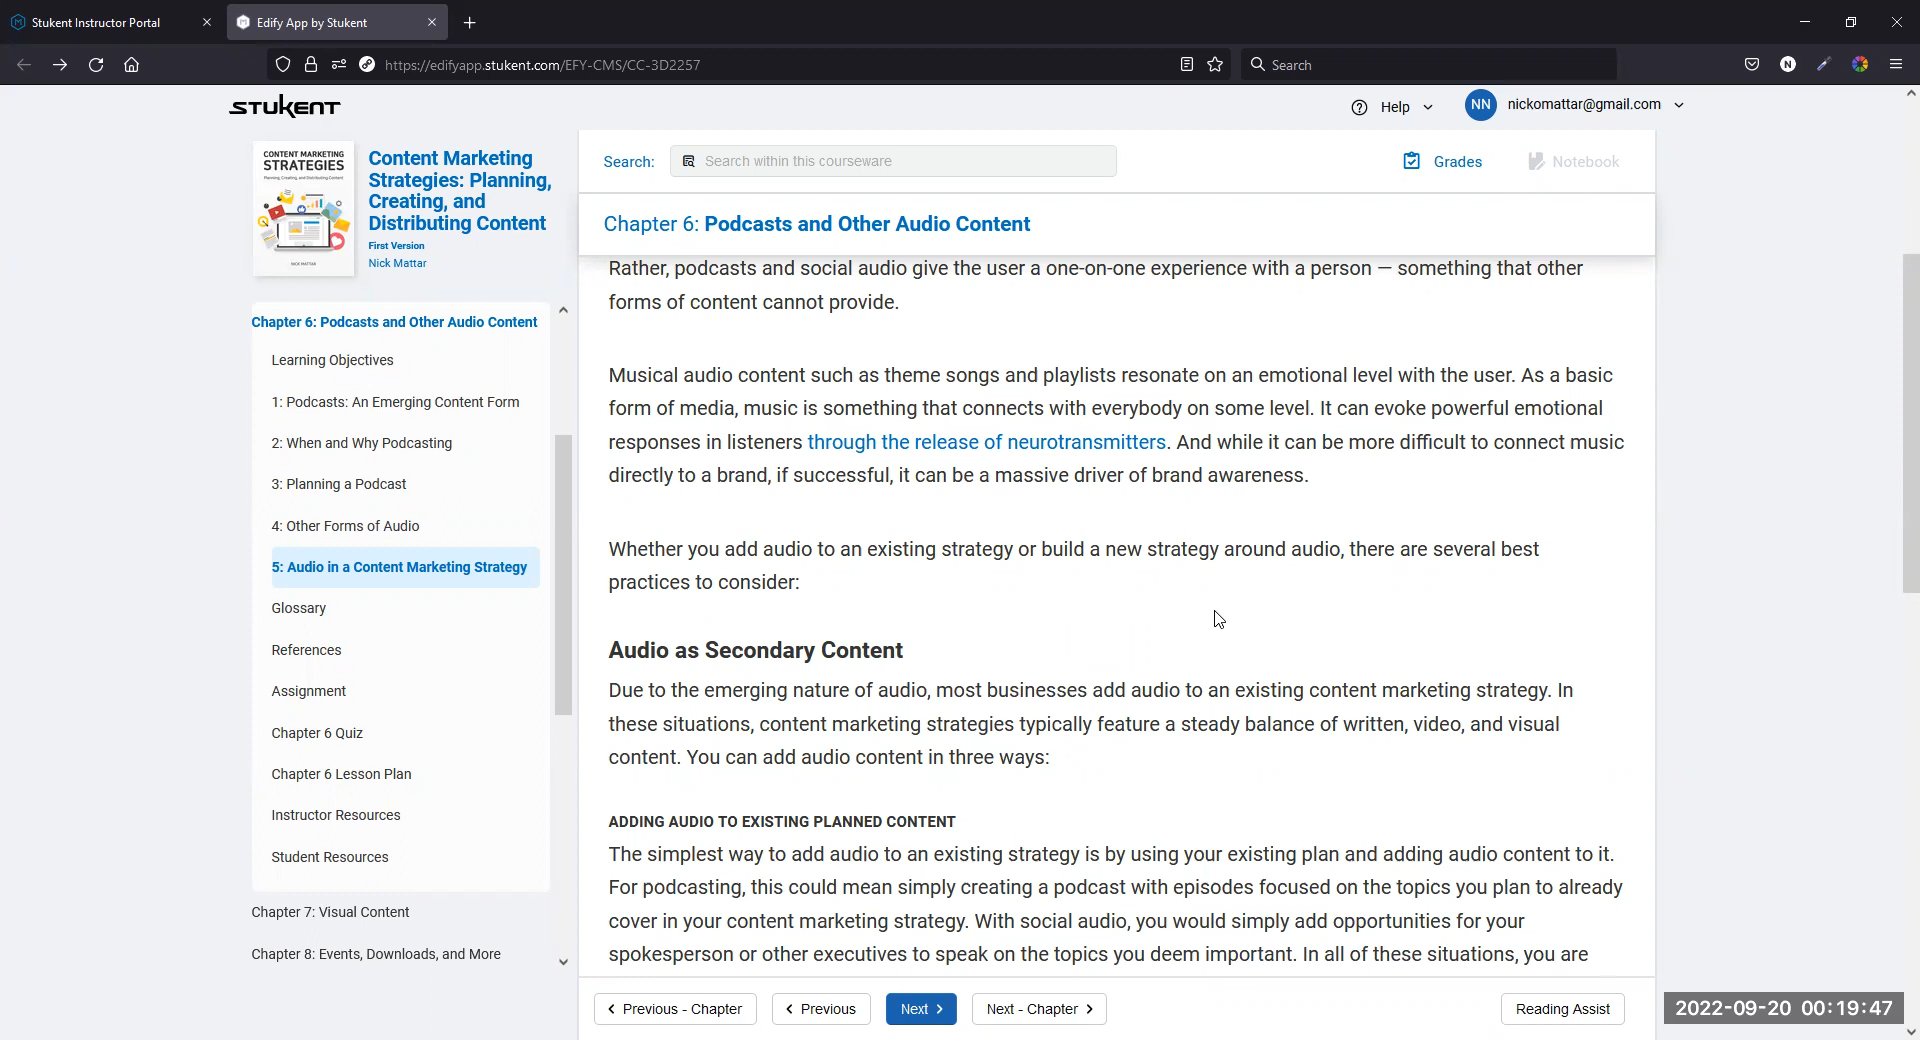 Stukent Instructor Portal
Edify App by Stukent
https://edifyapp.stukent.com/EFY-CMS/CC-3D2257
Search
N
STUKENT
Help
NN
nickomattar@gmail.com
CONTENT MARKETING
STRATEGIES
Planning, Creating, and Distributing Content
NICK MATTAR
Content Marketing
Strategies: Planning,
Creating, and
Distributing Content
First Version
Nick Mattar
Search:
Search within this courseware
Grades
Notebook
Chapter 6: Podcasts and Other Audio Content
Chapter 6: Podcasts and Other Audio Content
Learning Objectives
1: Podcasts: An Emerging Content Form
2: When and Why Podcasting
3: Planning a Podcast
4: Other Forms of Audio
5: Audio in a Content Marketing Strategy
Glossary
References
Assignment
Chapter 6 Quiz
Chapter 6 Lesson Plan
Instructor Resources
Student Resources
Chapter 7: Visual Content
Chapter 8: Events, Downloads, and More
Rather, podcasts and social audio give the user a one-on-one experience with a person — something that other
forms of content cannot provide.
Musical audio content such as theme songs and playlists resonate on an emotional level with the user. As a basic
form of media, music is something that connects with everybody on some level. It can evoke powerful emotional
responses in listeners through the release of neurotransmitters. And while it can be more difficult to connect music
directly to a brand, if successful, it can be a massive driver of brand awareness.
Whether you add audio to an existing strategy or build a new strategy around audio, there are several best
practices to consider:
Audio as Secondary Content
Due to the emerging nature of audio, most businesses add audio to an existing content marketing strategy. In
these situations, content marketing strategies typically feature a steady balance of written, video, and visual
content. You can add audio content in three ways:
ADDING AUDIO TO EXISTING PLANNED CONTENT
The simplest way to add audio to an existing strategy is by using your existing plan and adding audio content to it.
For podcasting, this could mean simply creating a podcast with episodes focused on the topics you plan to already
cover in your content marketing strategy. With social audio, you would simply add opportunities for your
spokesperson or other executives to speak on the topics you deem important. In all of these situations, you are
Previous - Chapter
Previous
Next
Next - Chapter
Reading Assist
2022-09-20 00:19:47